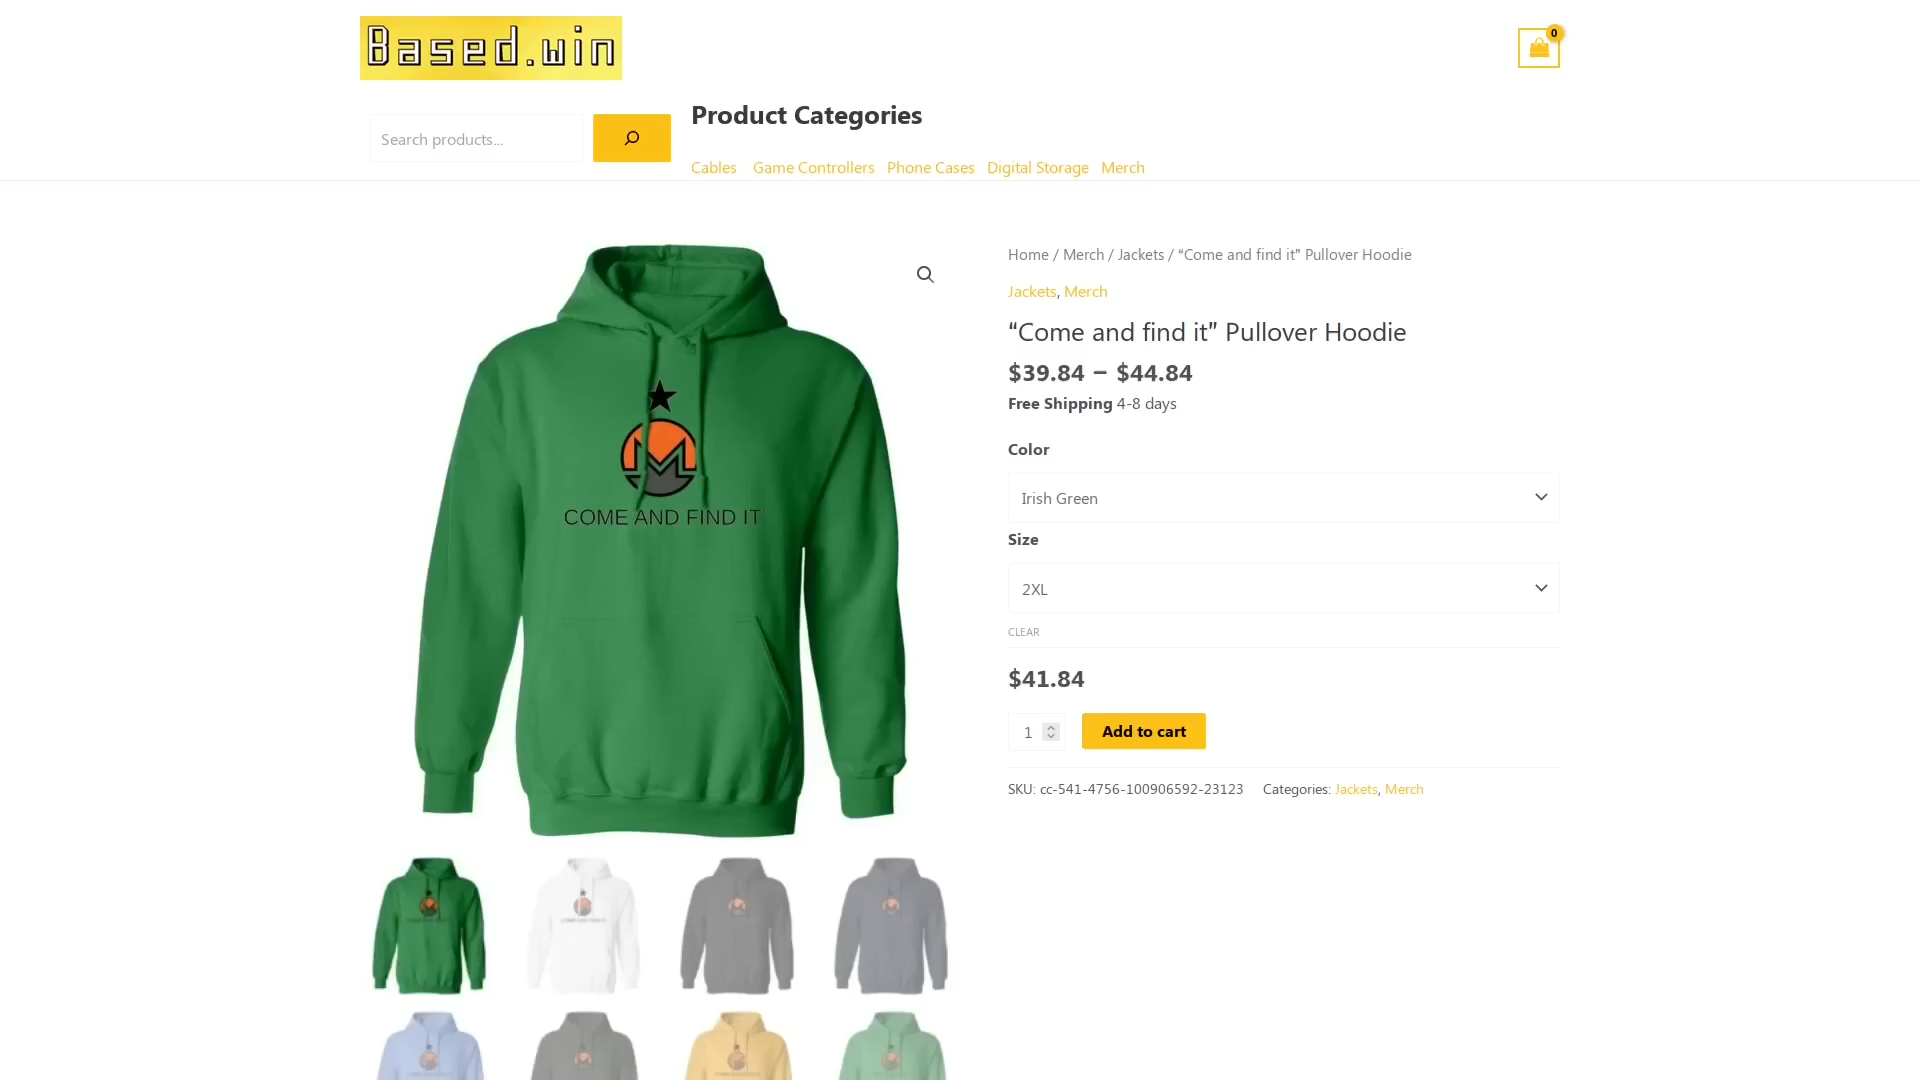 Based.win
0
Product Categories
Search products…
Cables Game Controllers Phone Cases Digital Storage Merch
Home / Merch / Jackets / “Come and find it” Pullover Hoodie
Jackets, Merch
“Come and find it” Pullover Hoodie
$39.84 – $44.84
Free Shipping 4-8 days
Color
Irish Green
Size
2XL
CLEAR
$41.84
1
Add to cart
SKU: cc-541-4756-100906592-23123 Categories: Jackets, Merch
COME AND FIND IT